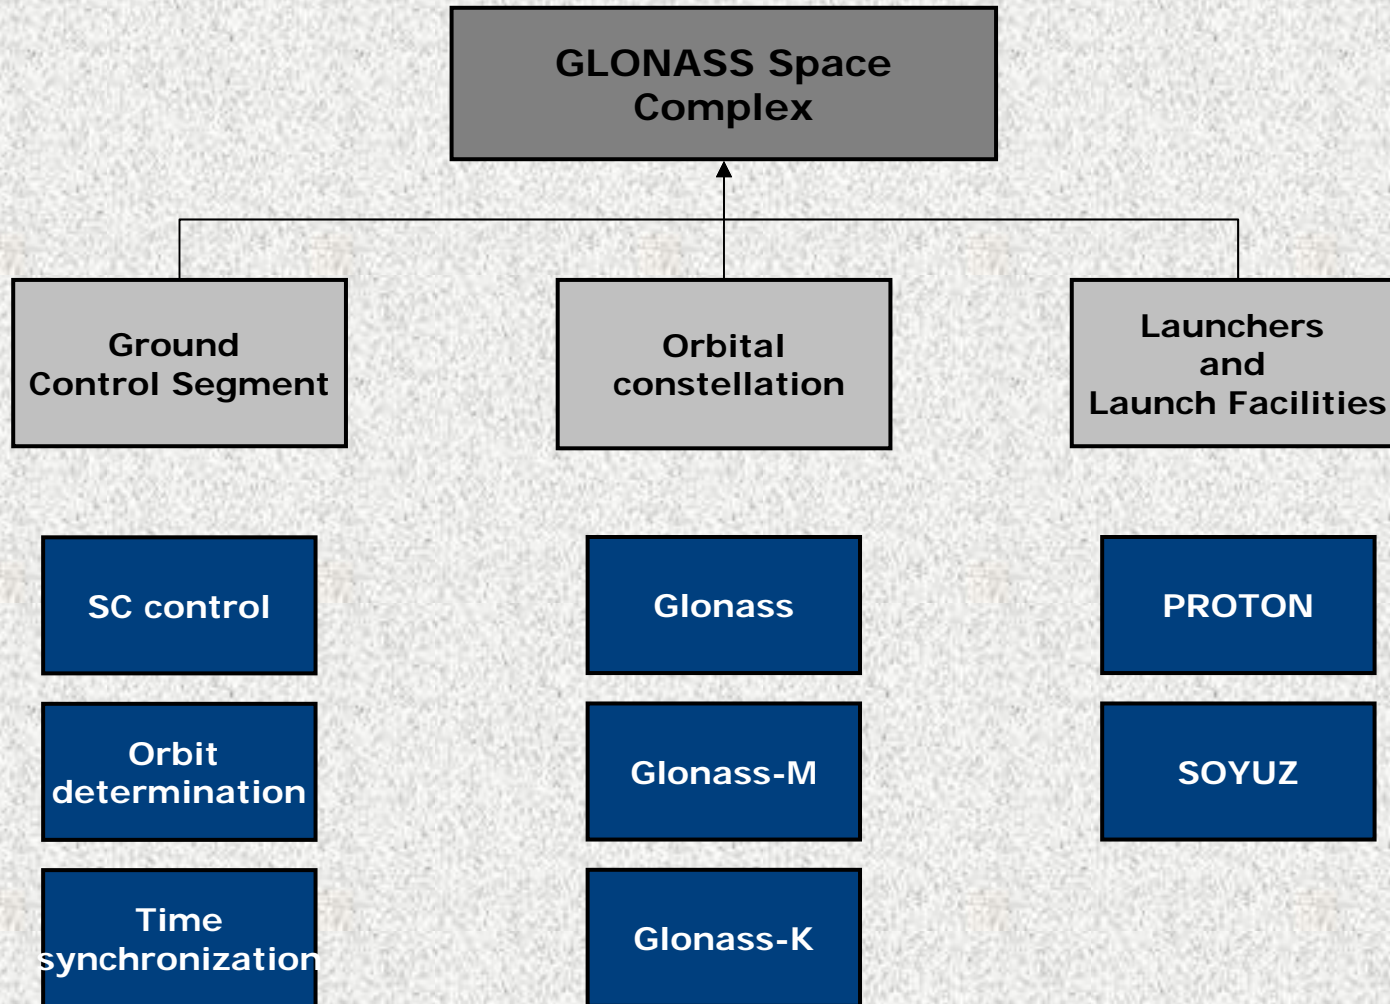 GLONASS Space
Complex
Ground
Control Segment
Orbital
constellation
Launchers
and
Launch Facilities
SC control
Glonass
PROTON
Orbit
determination
Glonass-M
SOYUZ
Time
synchronization
Glonass-K